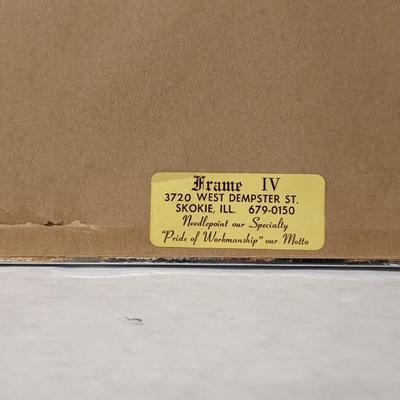 Frame IV
3720 WEST DEMPSTER ST.
SKOKIE, ILL. 679-0150
Needlepoint our Specialty
"Pride of Workmanship" our Motto